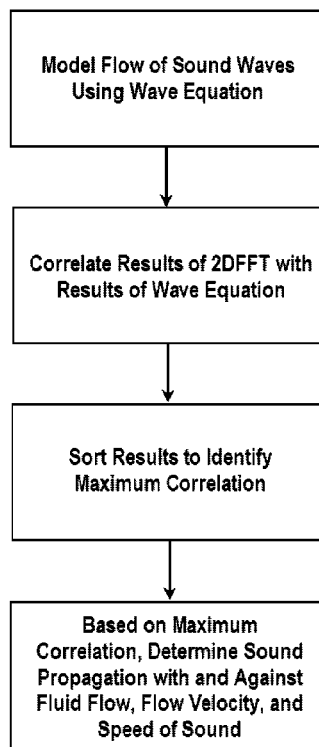 Model Flow of Sound Waves
Using Wave Equation
Correlate Results of 2DFFT with
Results of Wave Equation
Sort Results to Identify
Maximum Correlation
Based on Maximum
Correlation, Determine Sound
Propagation with and Against
Fluid Flow, Flow Velocity, and
Speed of Sound